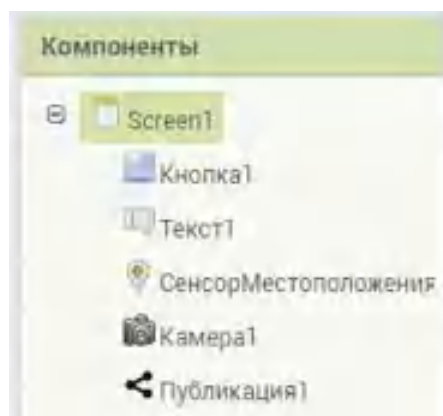 Компоненты
Screen1
Кнопка1
Текст1
СенсорМестоположения
Камера1
Публикация1